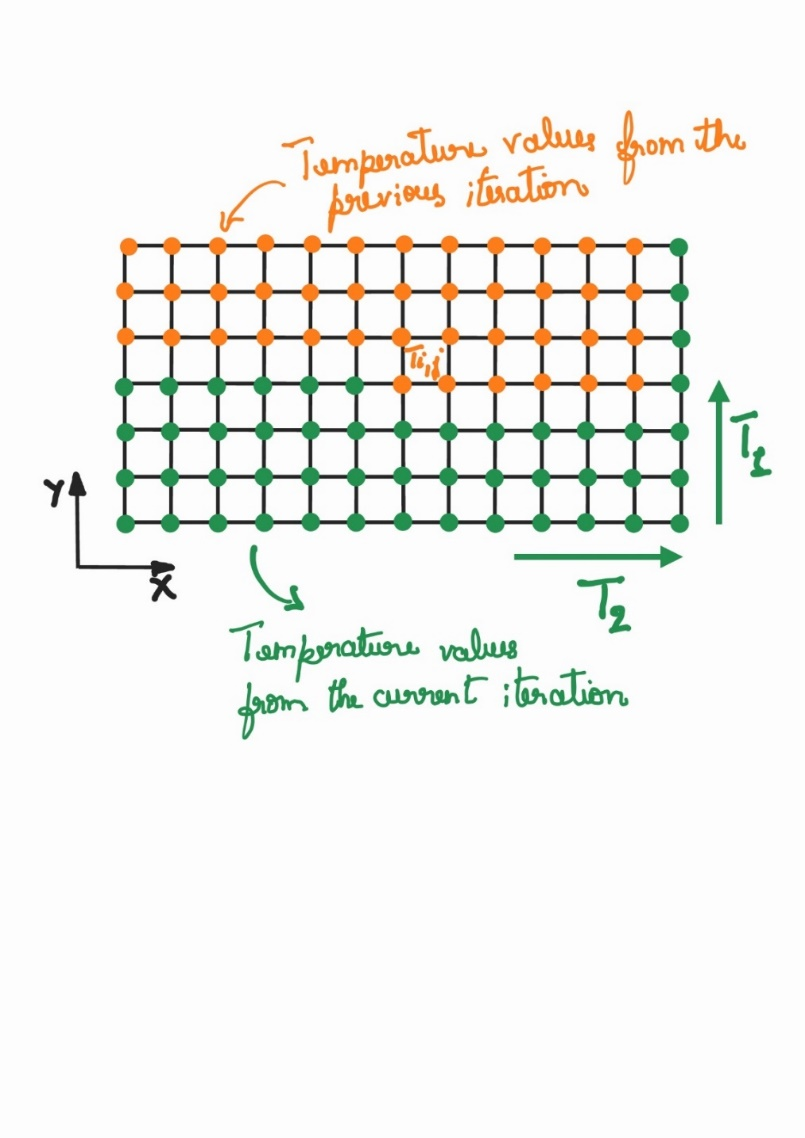 Temperature values from the
previous iteration
Ti,j
T1
Y
X
T2
Temperature values
from the current iteration